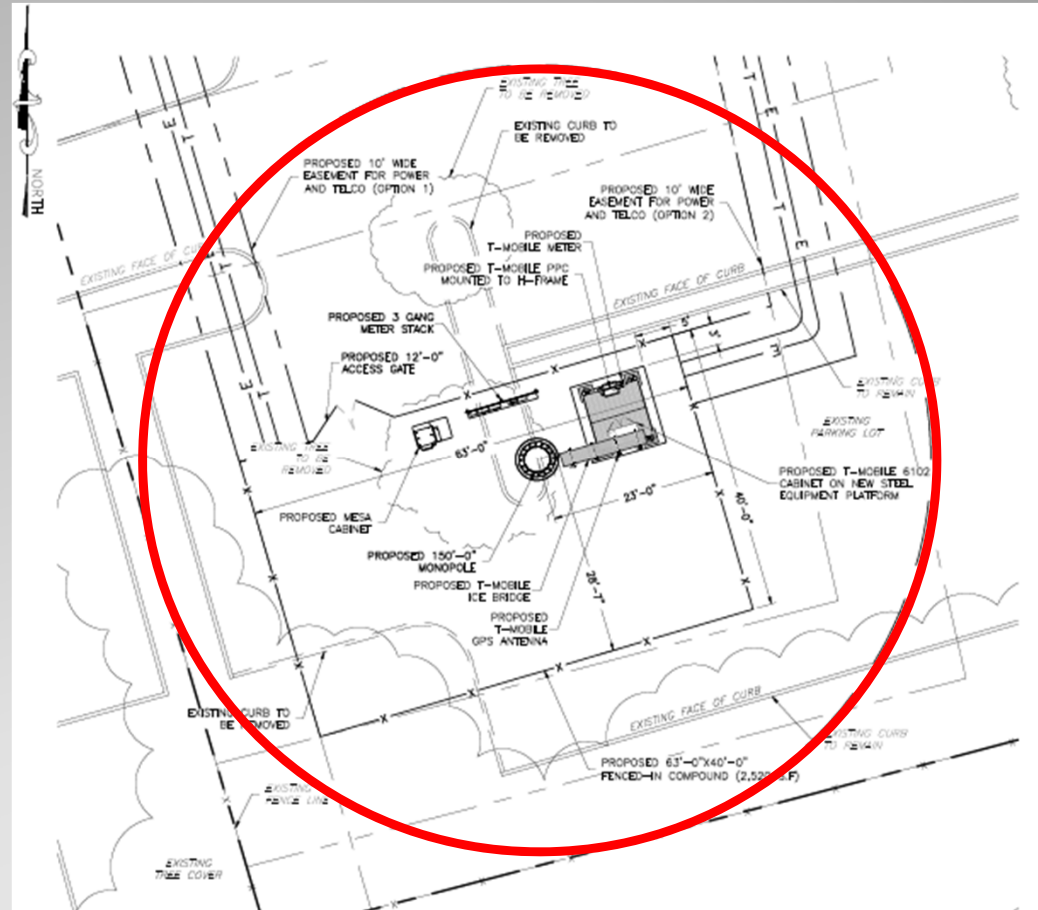 NORTH
EXISTING TREE
TO BE REMOVED
EXISTING CURB TO
BE REMOVED
PROPOSED 10' WIDE
EASEMENT FOR POWER
AND TELCO (OPTION 1)
PROPOSED 10' WIDE
EASEMENT FOR POWER
AND TELCO (OPTION 2)
PROPOSED
T-MOBILE METER
PROPOSED T-MOBILE PPC
MOUNTED TO H-FRAME
EXISTING FACE OF CURB
EXISTING FACE OF CURB
PROPOSED 3 GANG
METER STACK
PROPOSED 12'-0"
ACCESS GATE
5'
5'
EXISTING CURB
TO REMAIN
EXISTING
PARKING LOT
EXISTING TREE
TO BE
REMOVED
63'-0"
PROPOSED T-MOBILE 6102
CABINET ON NEW STEEL
EQUIPMENT PLATFORM
23'-0"
40'-0"
PROPOSED MESA
CABINET
PROPOSED 150'-0"
MONOPOLE
PROPOSED T-MOBILE
ICE BRIDGE
28'-7"
PROPOSED
T-MOBILE
GPS ANTENNA
EXISTING CURB TO
BE REMOVED
EXISTING FACE OF CURB
EXISTING CURB
TO REMAIN
PROPOSED 63'-0"X40'-0"
FENCED-IN COMPOUND (2,520 S.F)
EXISTING
FENCE LINE
EXISTING
TREE COVER
T E T E
T E T E
T E
E T E T E
E